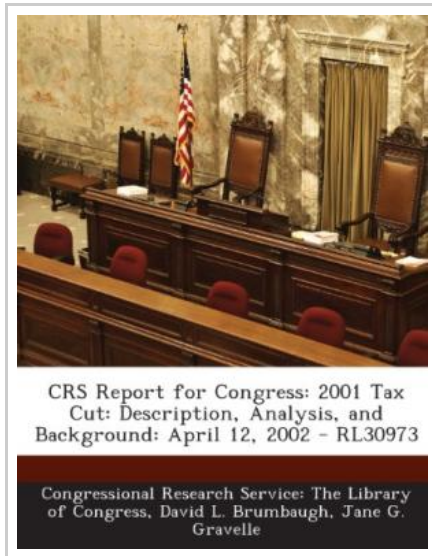 CRS Report for Congress: 2001 Tax
Cut: Description, Analysis, and
Background: April 12, 2002 - RL30973
Congressional Research Service: The Library
of Congress, David L. Brumbaugh, Jane G.
Gravelle